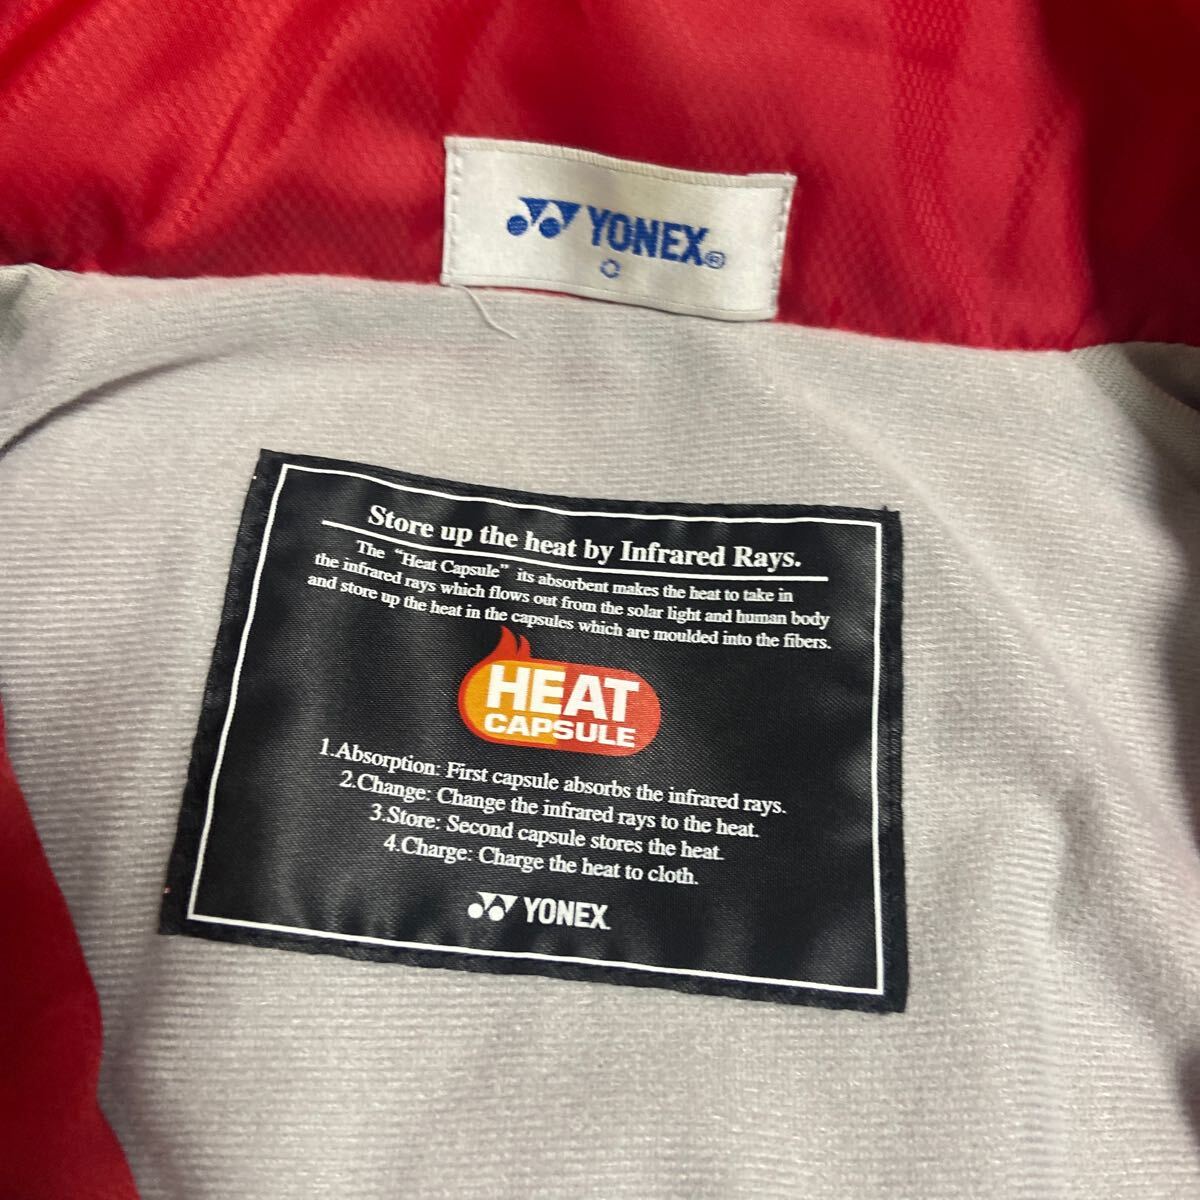 YONEX®
O
Store up the heat by Infrared Rays.
The "Heat Capsule" its absorbent makes the heat to take in
the infrared rays which flows out from the solar light and human body
and store up the heat in the capsules which are moulded into the fibers.
HEAT
CAPSULE
1.Absorption: First capsule absorbs the infrared rays.
2.Change: Change the infrared rays to the heat.
3.Store: Second capsule stores the heat.
4.Charge: Charge the heat to cloth.
YONEX